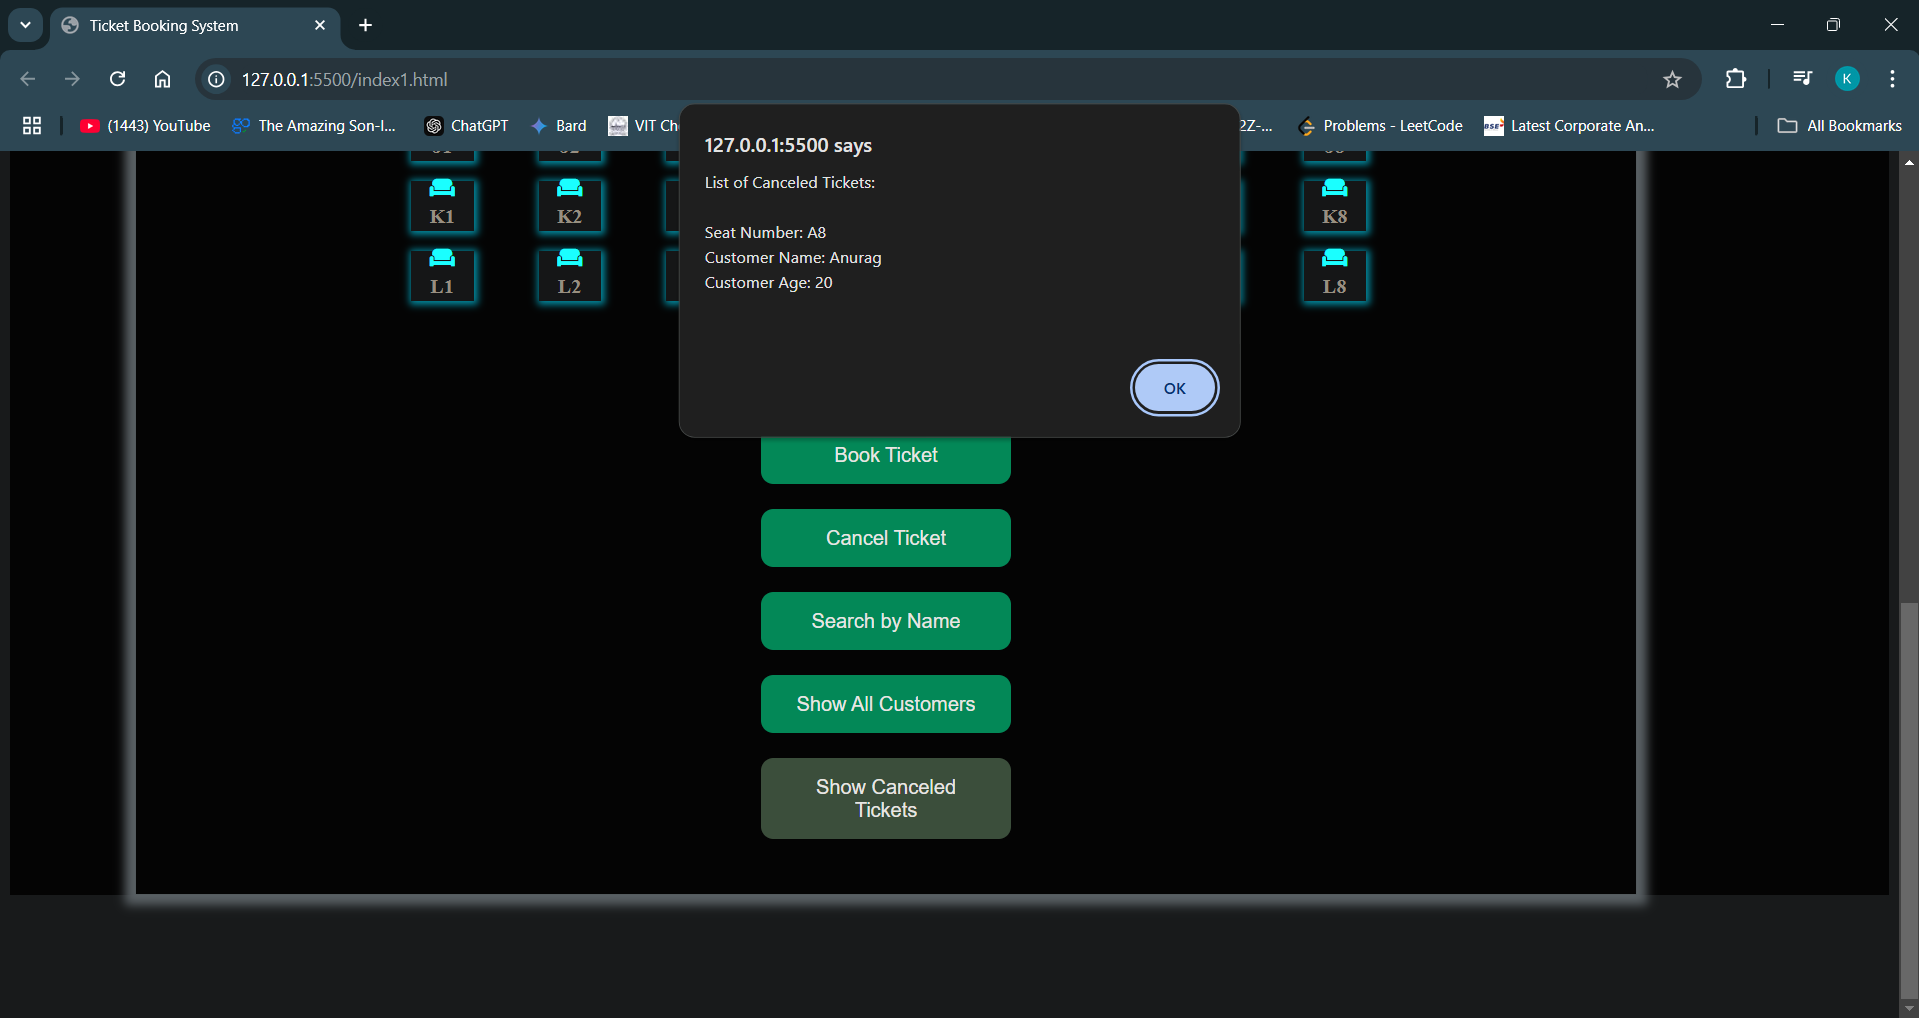 Ticket Booking System
127.0.0.1:5500/index1.html
K
(1443) YouTube
The Amazing Son-I...
ChatGPT
Bard
VIT Ch
2Z-...
Problems - LeetCode
BSE
Latest Corporate An...
All Bookmarks
127.0.0.1:5500 says
List of Canceled Tickets:
Seat Number: A8
Customer Name: Anurag
Customer Age: 20
OK
K1 K2 K8
L1 L2 L8
Book Ticket
Cancel Ticket
Search by Name
Show All Customers
Show Canceled
Tickets